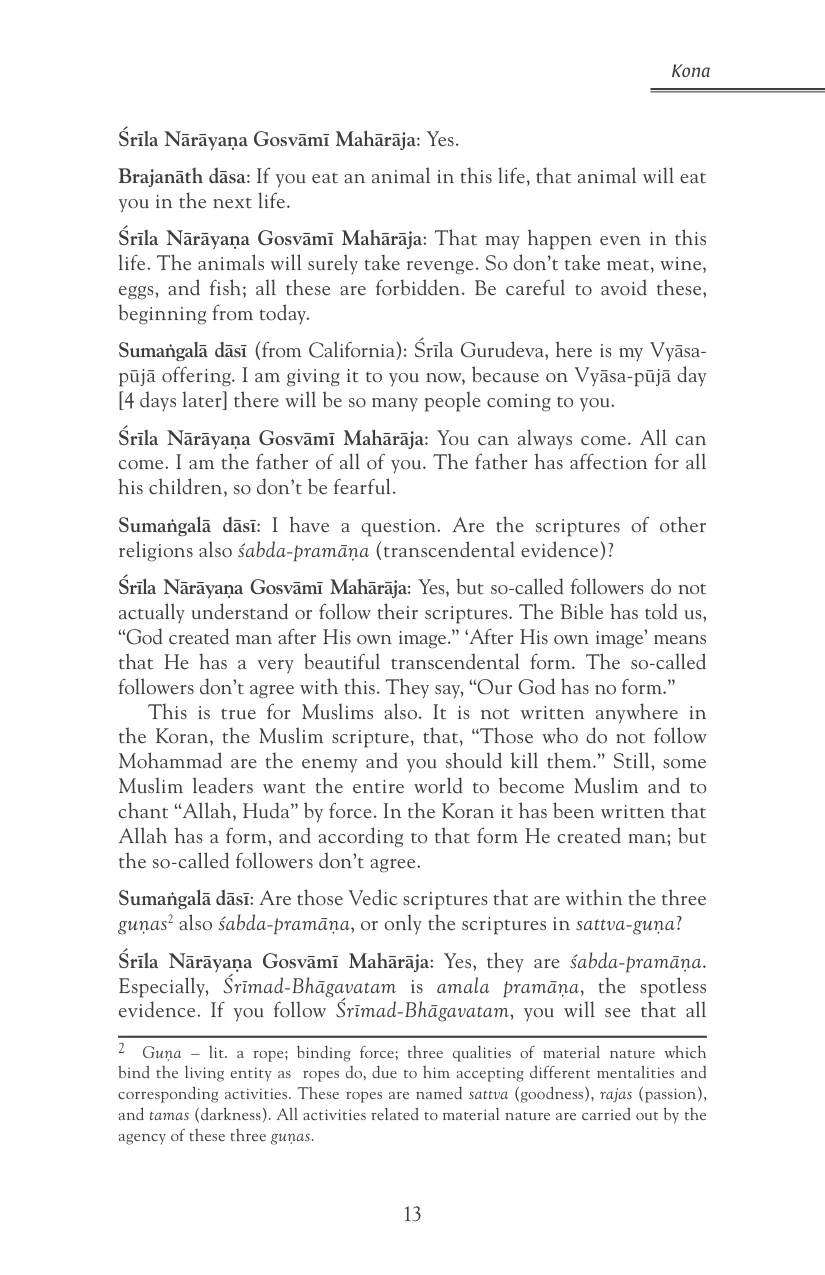 Kona
Śrīla Nārāyaṇa Gosvāmī Mahārāja: Yes.
Brajanāth dāsa: If you eat an animal in this life, that animal will eat
you in the next life.
Śrīla Nārāyaṇa Gosvāmī Mahārāja: That may happen even in this
life. The animals will surely take revenge. So don’t take meat, wine,
eggs, and fish; all these are forbidden. Be careful to avoid these,
beginning from today.
Sumaṅgalā dāsī (from California): Śrīla Gurudeva, here is my Vyāsa-
pūjā offering. I am giving it to you now, because on Vyāsa-pūjā day
[4 days later] there will be so many people coming to you.
Śrīla Nārāyaṇa Gosvāmī Mahārāja: You can always come. All can
come. I am the father of all of you. The father has affection for all
his children, so don’t be fearful.
Sumaṅgalā dāsī: I have a question. Are the scriptures of other
religions also śabda-pramāṇa (transcendental evidence)?
Śrīla Nārāyaṇa Gosvāmī Mahārāja: Yes, but so-called followers do not
actually understand or follow their scriptures. The Bible has told us,
“God created man after His own image.” ‘After His own image’ means
that He has a very beautiful transcendental form. The so-called
followers don’t agree with this. They say, “Our God has no form.”
This is true for Muslims also. It is not written anywhere in
the Koran, the Muslim scripture, that, “Those who do not follow
Mohammad are the enemy and you should kill them.” Still, some
Muslim leaders want the entire world to become Muslim and to
chant “Allah, Huda” by force. In the Koran it has been written that
Allah has a form, and according to that form He created man; but
the so-called followers don’t agree.
Sumaṅgalā dāsī: Are those Vedic scriptures that are within the three
guṇas2 also śabda-pramāṇa, or only the scriptures in sattva-guṇa?
Śrīla Nārāyaṇa Gosvāmī Mahārāja: Yes, they are śabda-pramāṇa.
Especially, Śrīmad-Bhāgavatam is amala pramāṇa, the spotless
evidence. If you follow Śrīmad-Bhāgavatam, you will see that all
2 Guṇa – lit. a rope; binding force; three qualities of material nature which
bind the living entity as ropes do, due to him accepting different mentalities and
corresponding activities. These ropes are named sattva (goodness), rajas (passion),
and tamas (darkness). All activities related to material nature are carried out by the
agency of these three guṇas.
13